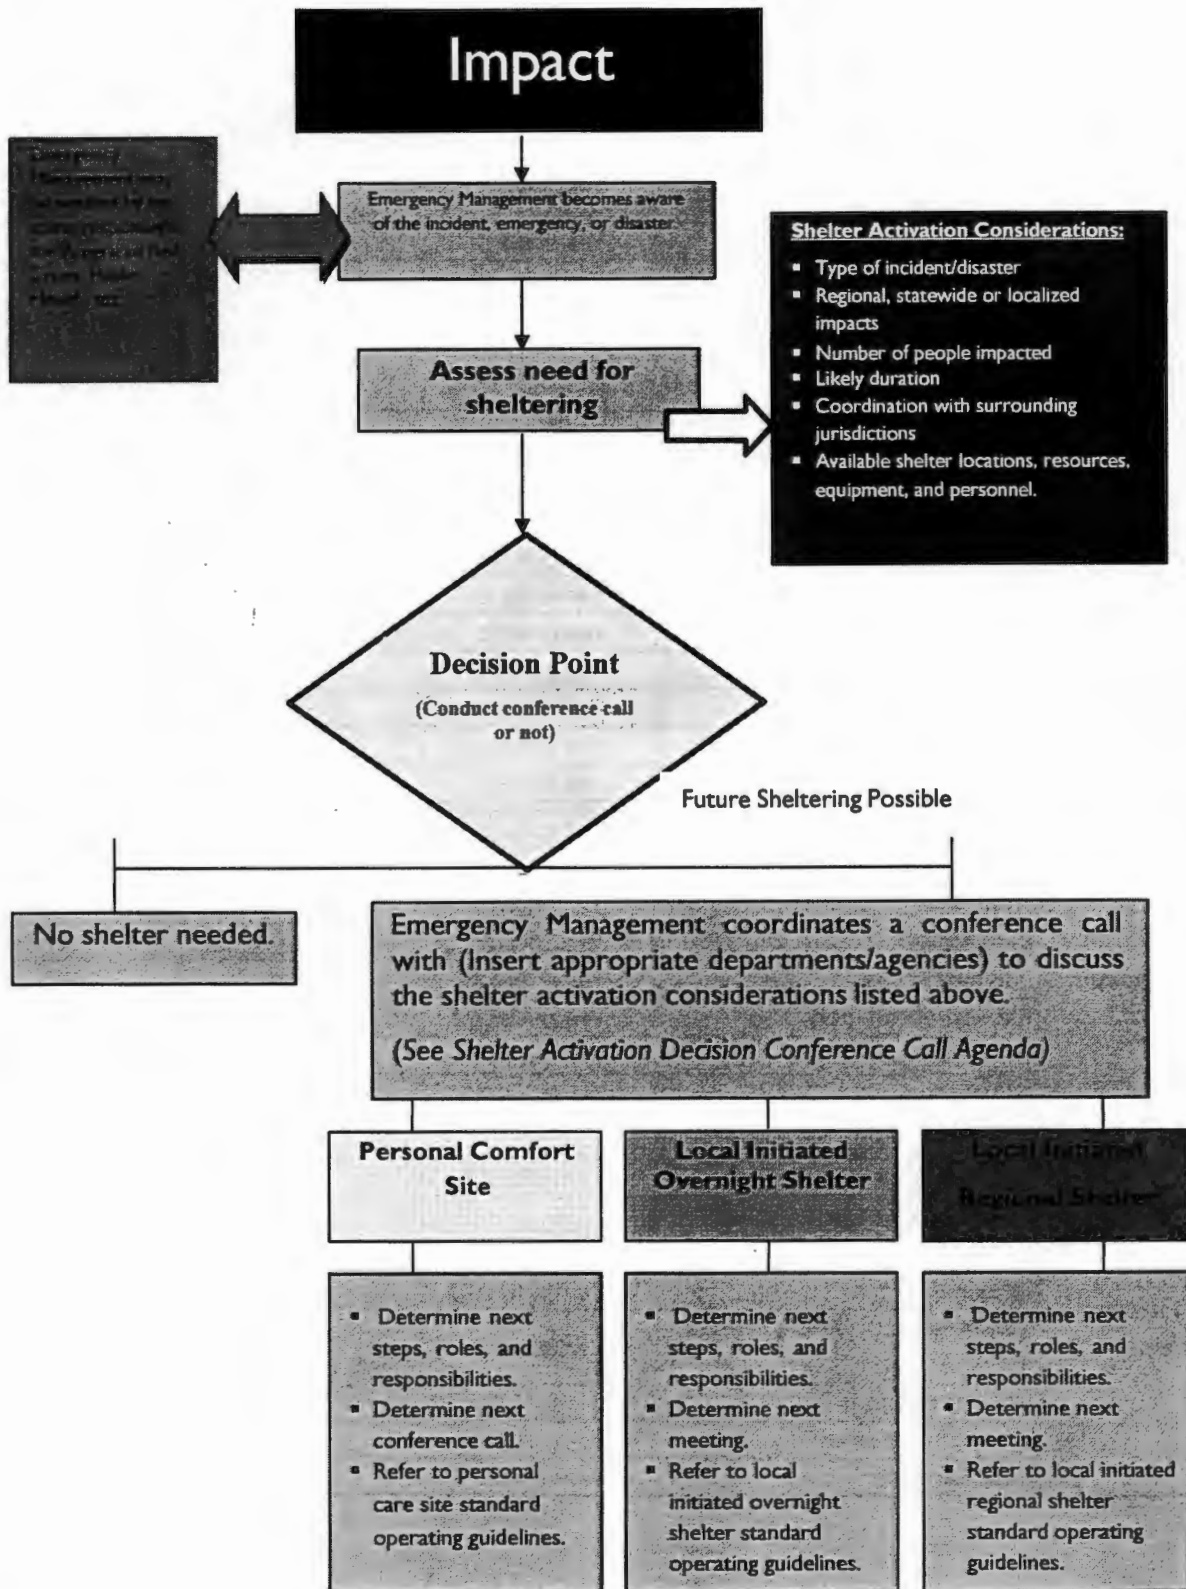 Impact
Emergency Management becomes aware
of the incident, emergency, or disaster.
Shelter Activation Considerations:
▪ Type of incident/disaster
▪ Regional, statewide or localized
impacts
▪ Number of people impacted
▪ Likely duration
▪ Coordination with surrounding
jurisdictions
▪ Available shelter locations, resources,
equipment, and personnel.
Assess need for
sheltering
Decision Point
(Conduct conference call
or not)
Future Sheltering Possible
No shelter needed.
Emergency Management coordinates a conference call
with (Insert appropriate departments/agencies) to discuss
the shelter activation considerations listed above.
(See Shelter Activation Decision Conference Call Agenda)
Personal Comfort
Site
Local Initiated
Overnight Shelter
Local Initiated
Regional Shelter
▪ Determine next
steps, roles, and
responsibilities.
▪ Determine next
conference call.
▪ Refer to personal
care site standard
operating guidelines.
▪ Determine next
steps, roles, and
responsibilities.
▪ Determine next
meeting.
▪ Refer to local
initiated overnight
shelter standard
operating guidelines.
▪ Determine next
steps, roles, and
responsibilities.
▪ Determine next
meeting.
▪ Refer to local initiated
regional shelter
standard operating
guidelines.